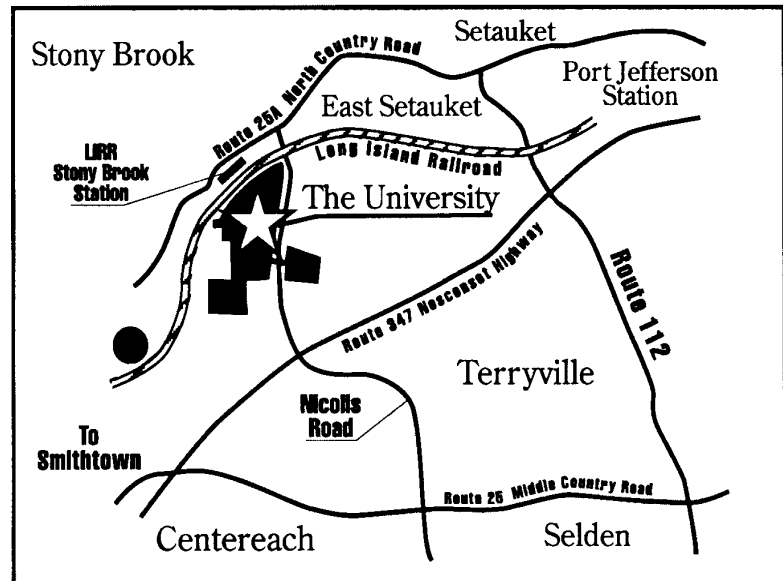 Setauket
Stony Brook
Port Jefferson
Station
Route 25A North Country Road
East Setauket
Long Island Railroad
LIRR
Stony Brook
Station
The University
Route 347 Nesconset Highway
Route 112
Terryville
Nicolls
Road
To
Smithtown
Route 25 Middle Country Road
Centereach
Selden